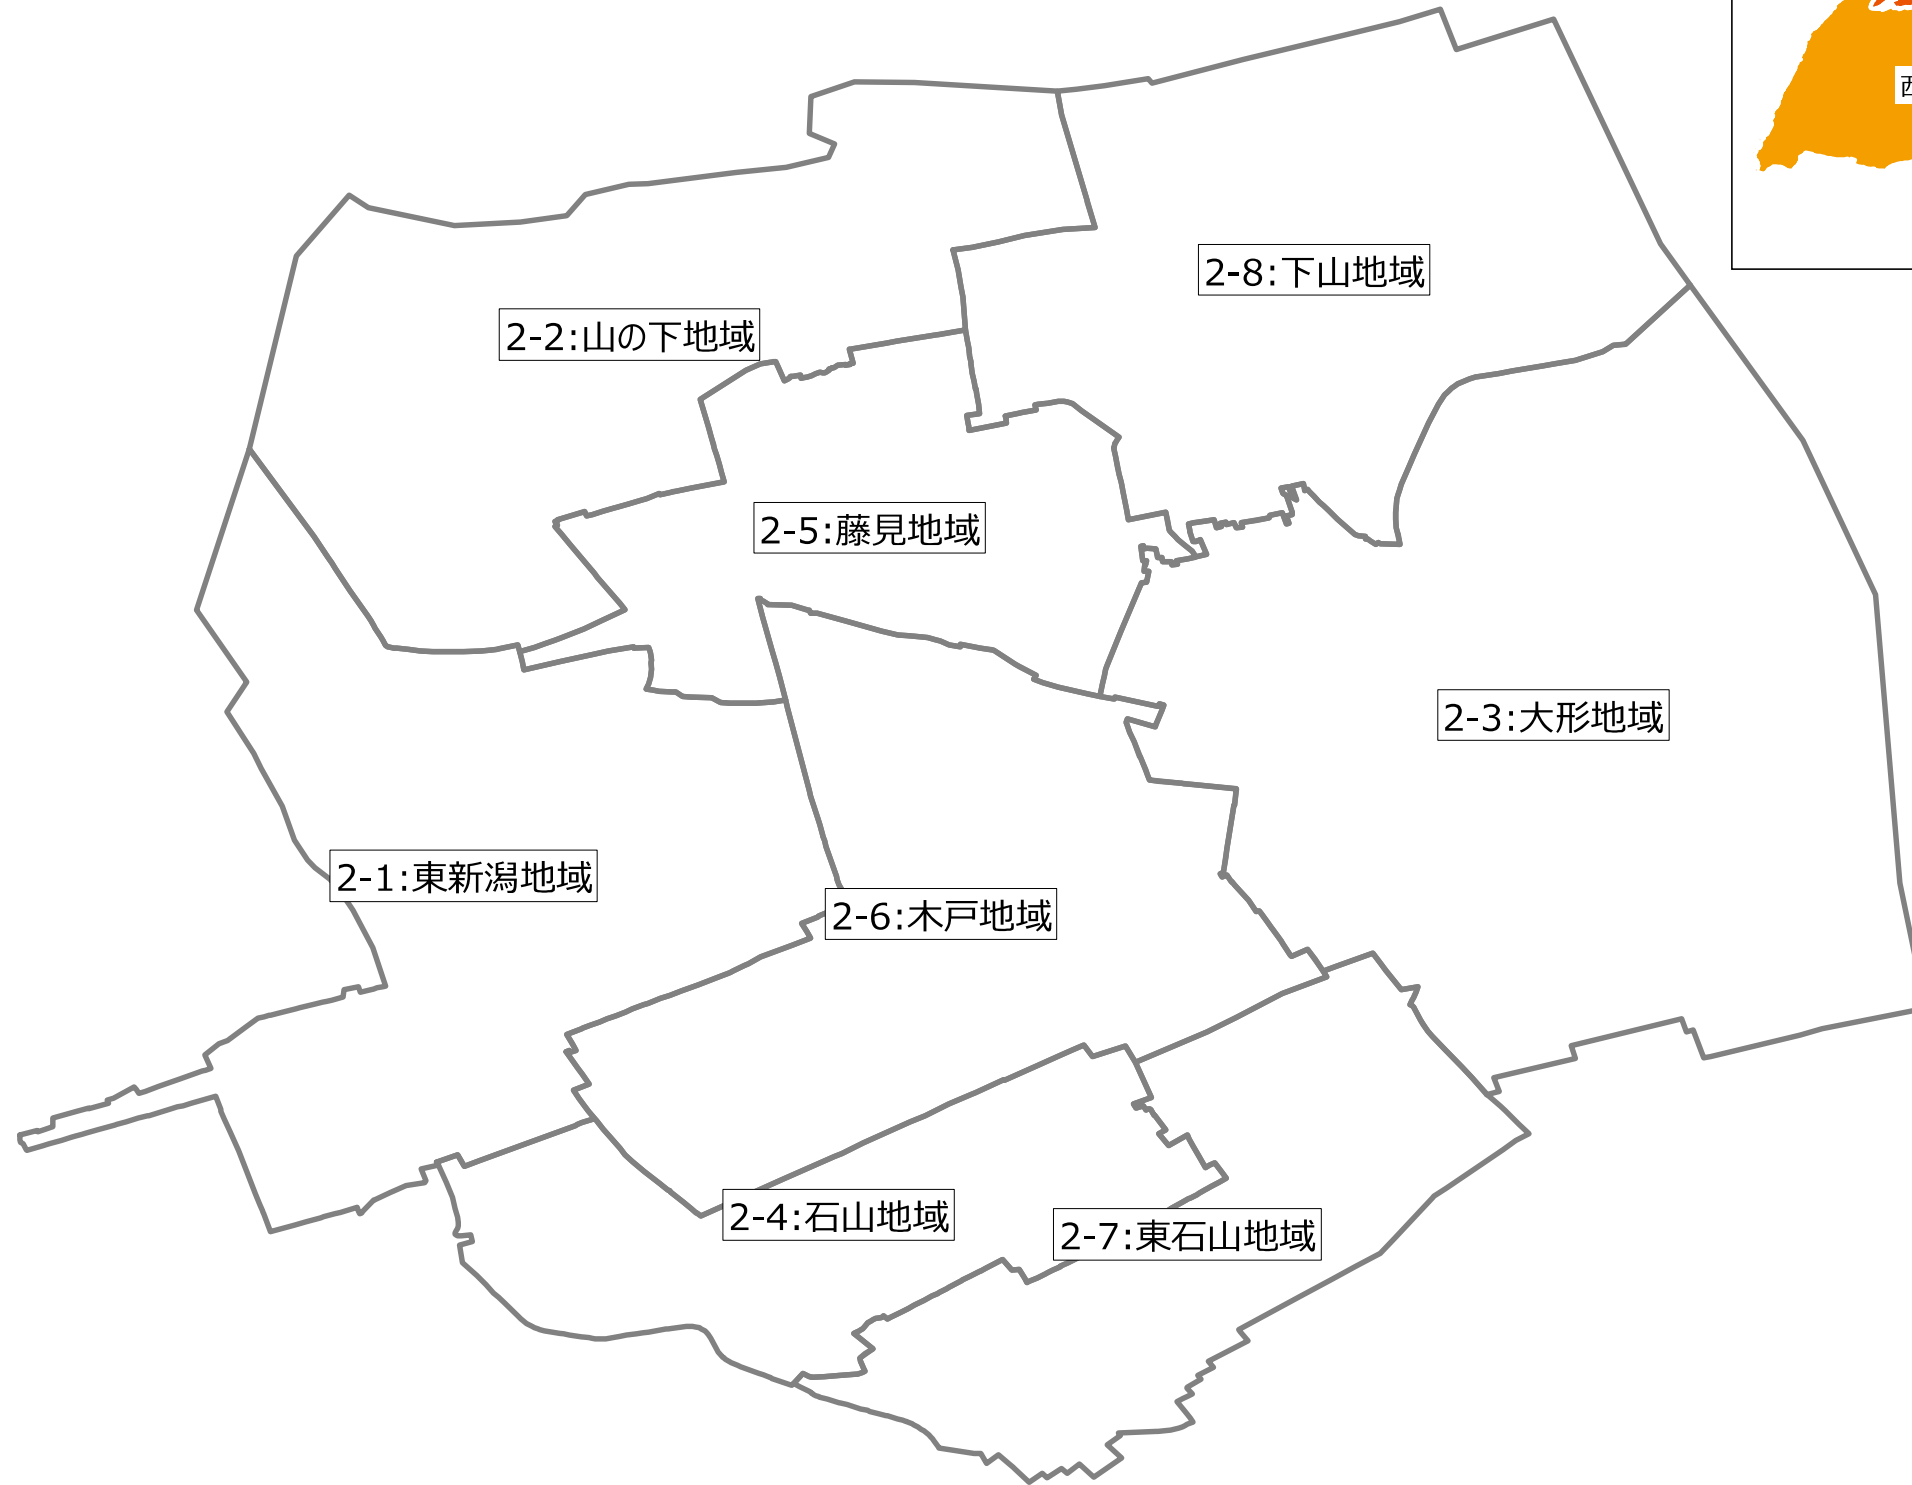 2-8:下山地域
2-2:山の下地域
2-5:藤見地域
2-3:大形地域
2-1:東新潟地域
2-6:木戸地域
2-4:石山地域
2-7:東石山地域